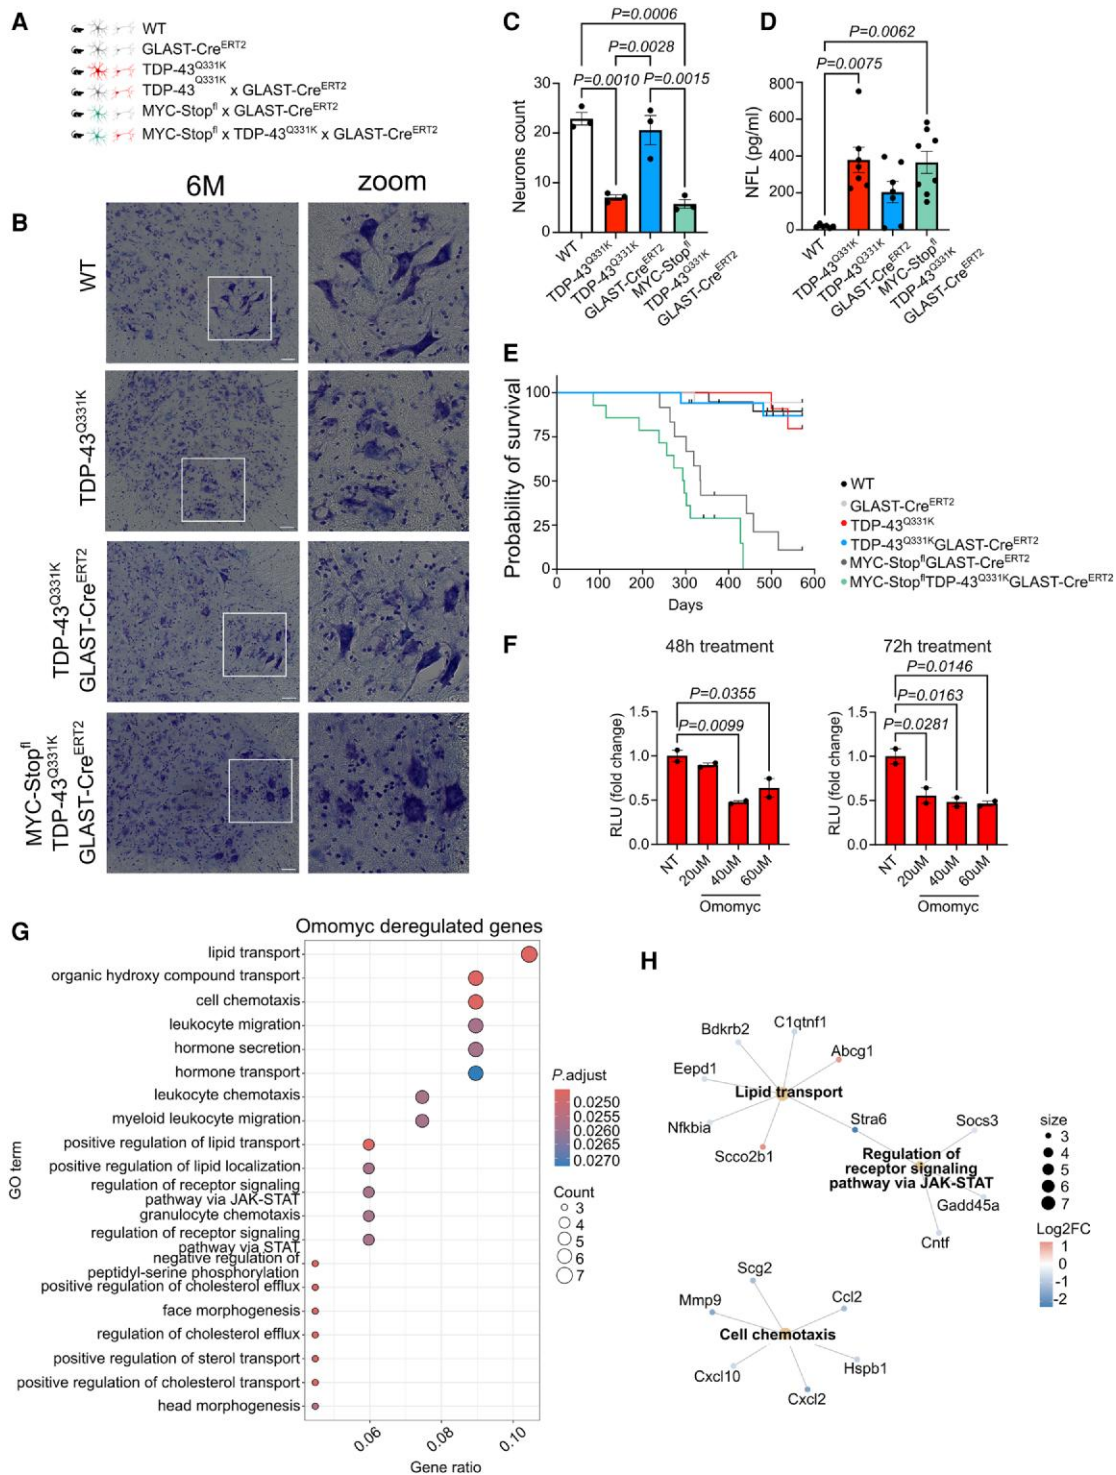 A
WT
GLAST-CreERT2
TDP-43Q331K
TDP-43Q331K x GLAST-CreERT2
MYC-Stopfl x GLAST-CreERT2
MYC-Stopfl x TDP-43Q331K x GLAST-CreERT2
B
6M
zoom
WT
TDP-43Q331K
TDP-43Q331K
GLAST-CreERT2
MYC-Stopfl
TDP-43Q331K
GLAST-CreERT2
C
P=0.0006
P=0.0028
P=0.0010
P=0.0015
Neurons count
30
20
10
0
WT
TDP-43Q331K
TDP-43Q331K
GLAST-CreERT2
MYC-Stopfl
TDP-43Q331K
GLAST-CreERT2
D
P=0.0062
P=0.0075
NFL (pg/ml)
800
600
400
200
0
WT
TDP-43Q331K
TDP-43Q331K
GLAST-CreERT2
MYC-Stopfl
TDP-43Q331K
GLAST-CreERT2
E
Probability of survival
100
75
50
25
0
0 100 200 300 400 500 600
Days
WT
GLAST-CreERT2
TDP-43Q331K
TDP-43Q331KGLAST-CreERT2
MYC-StopflGLAST-CreERT2
MYC-StopflTDP-43Q331KGLAST-CreERT2
F
48h treatment
P=0.0355
P=0.0099
RLU (fold change)
1.5
1.0
0.5
0.0
NT
20uM
40uM
60uM
Omomyc
72h treatment
P=0.0146
P=0.0163
P=0.0281
RLU (fold change)
1.5
1.0
0.5
0.0
NT
20uM
40uM
60uM
Omomyc
G
Omomyc deregulated genes
GO term
lipid transport
organic hydroxy compound transport
cell chemotaxis
leukocyte migration
hormone secretion
hormone transport
leukocyte chemotaxis
myeloid leukocyte migration
positive regulation of lipid transport
positive regulation of lipid localization
regulation of receptor signaling
pathway via JAK-STAT
granulocyte chemotaxis
regulation of receptor signaling
pathway via STAT
negative regulation of
peptidyl-serine phosphorylation
positive regulation of cholesterol efflux
face morphogenesis
regulation of cholesterol efflux
positive regulation of sterol transport
positive regulation of cholesterol transport
head morphogenesis
0.06
0.08
0.10
Gene ratio
P.adjust
0.0250
0.0255
0.0260
0.0265
0.0270
Count
3
4
5
6
7
H
C1qtnf1
Bdkrb2
Abcg1
Eepd1
Lipid transport
Nfkbia
Stra6
Scco2b1
Socs3
Regulation of
receptor signaling
pathway via JAK-STAT
Gadd45a
Cntf
Scg2
Mmp9
Ccl2
Cell chemotaxis
Cxcl10
Hspb1
Cxcl2
size
3
4
5
6
7
Log2FC
1
0
-1
-2